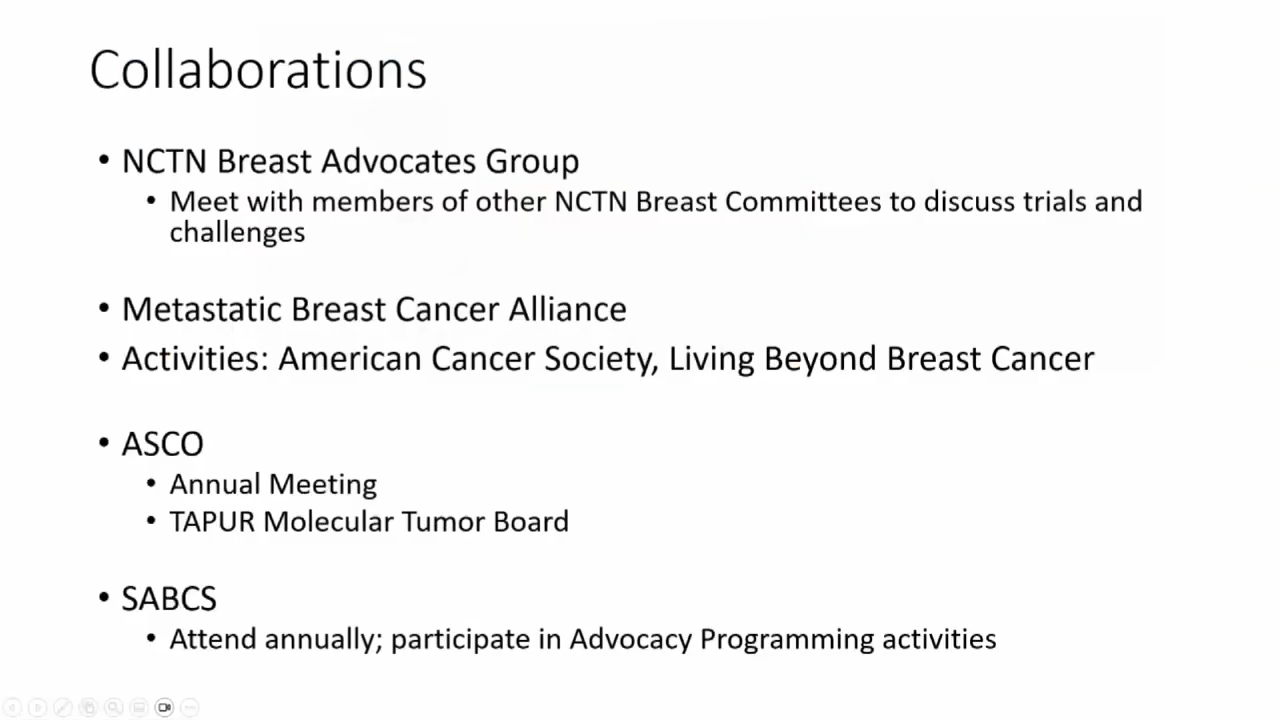 Collaborations
• NCTN Breast Advocates Group
• Meet with members of other NCTN Breast Committees to discuss trials and
challenges
• Metastatic Breast Cancer Alliance
• Activities: American Cancer Society, Living Beyond Breast Cancer
• ASCO
• Annual Meeting
• TAPUR Molecular Tumor Board
• SABCS
• Attend annually; participate in Advocacy Programming activities